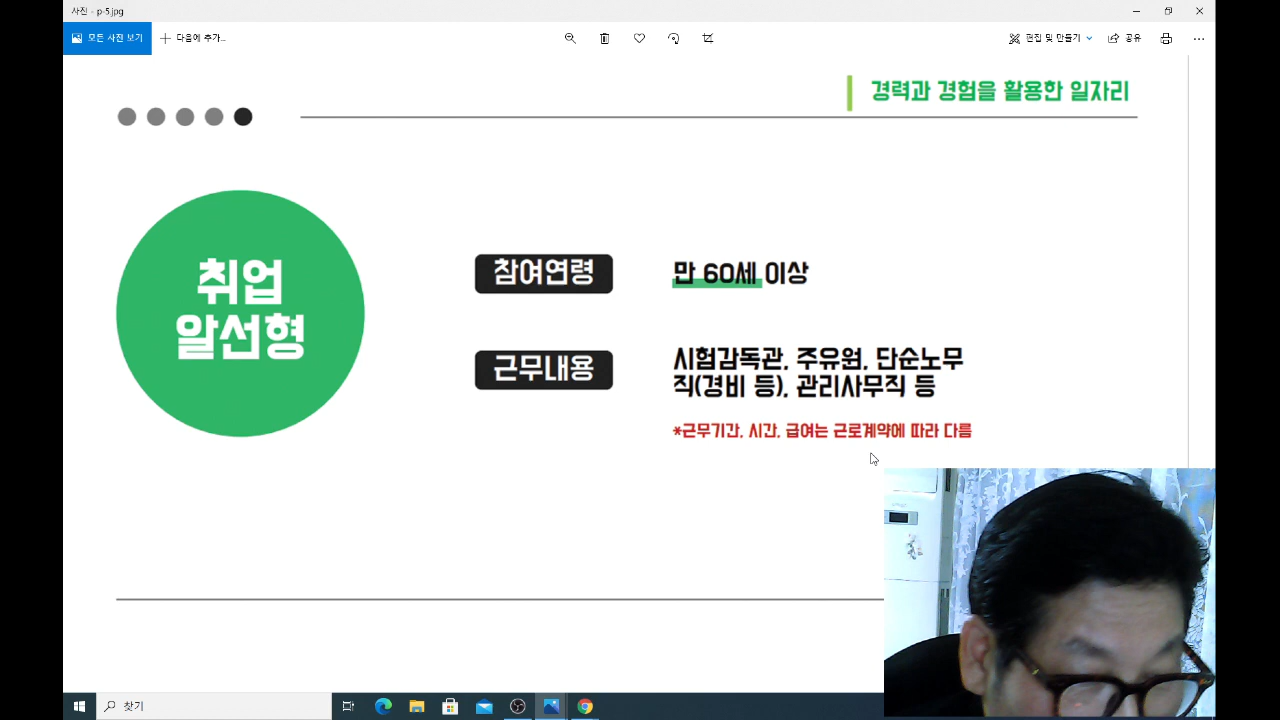 사진 - p-5.jpg
모든 사진 보기
다음에 추가...
편집 및 만들기
공유
경력과 경험을 활용한 일자리
취업
알선형
참여연령
만 60세 이상
근무내용
시험감독관, 주유원, 단순노무
직(경비 등), 관리사무직 등
*근무기간, 시간, 급여는 근로계약에 따라 다름
찾기